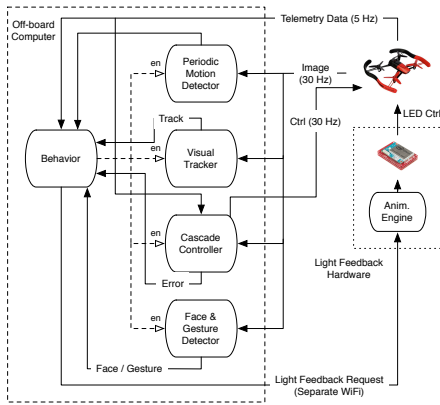 Off-board
Computer
Telemetry Data (5 Hz)
en
Periodic
Motion
Detector
Image
(30 Hz)
Ctrl (30 Hz)
LED Ctrl
Track
Behavior
en
Visual
Tracker
Anim.
Engine
en
Cascade
Controller
Light Feedback
Hardware
Error
en
Face &
Gesture
Detector
Face / Gesture
Light Feedback Request
(Separate WiFi)